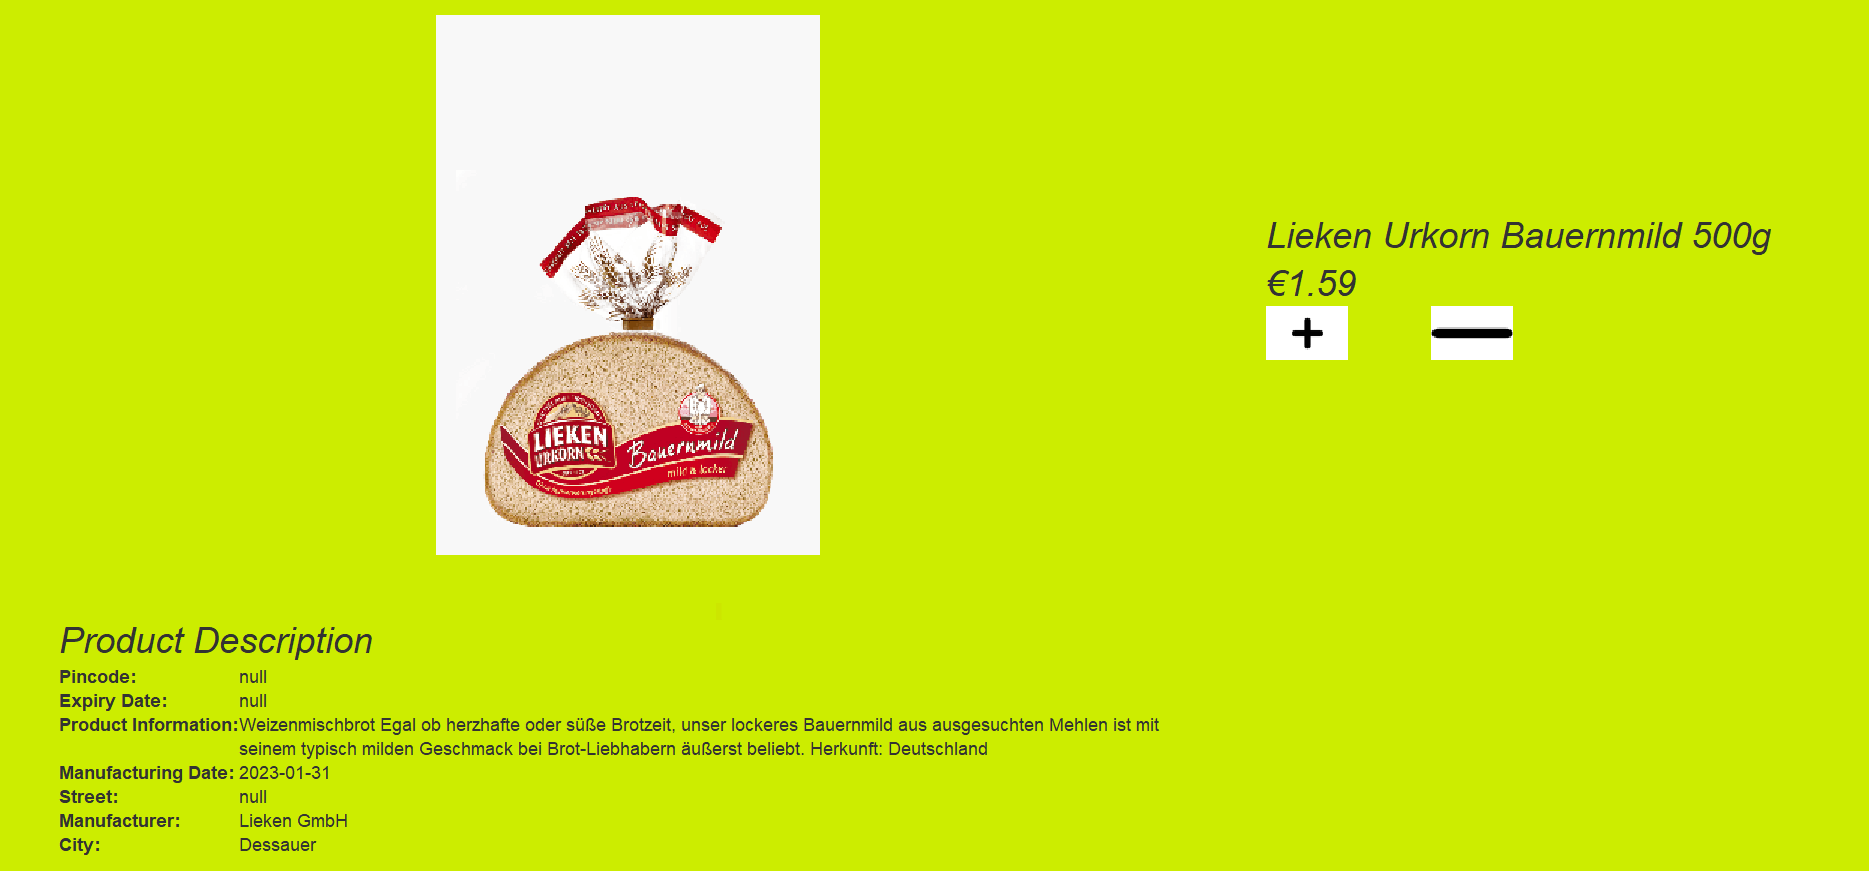 LIEKEN
URKORN
Bauernmild
mild & locker
Lieken Urkorn Bauernmild 500g
€1.59
Product Description
Pincode: null
Expiry Date: null
Product Information:Weizenmischbrot Egal ob herzhafte oder süße Brotzeit, unser lockeres Bauernmild aus ausgesuchten Mehlen ist mit
seinem typisch milden Geschmack bei Brot-Liebhabern äußerst beliebt. Herkunft: Deutschland
Manufacturing Date: 2023-01-31
Street: null
Manufacturer: Lieken GmbH
City: Dessauer